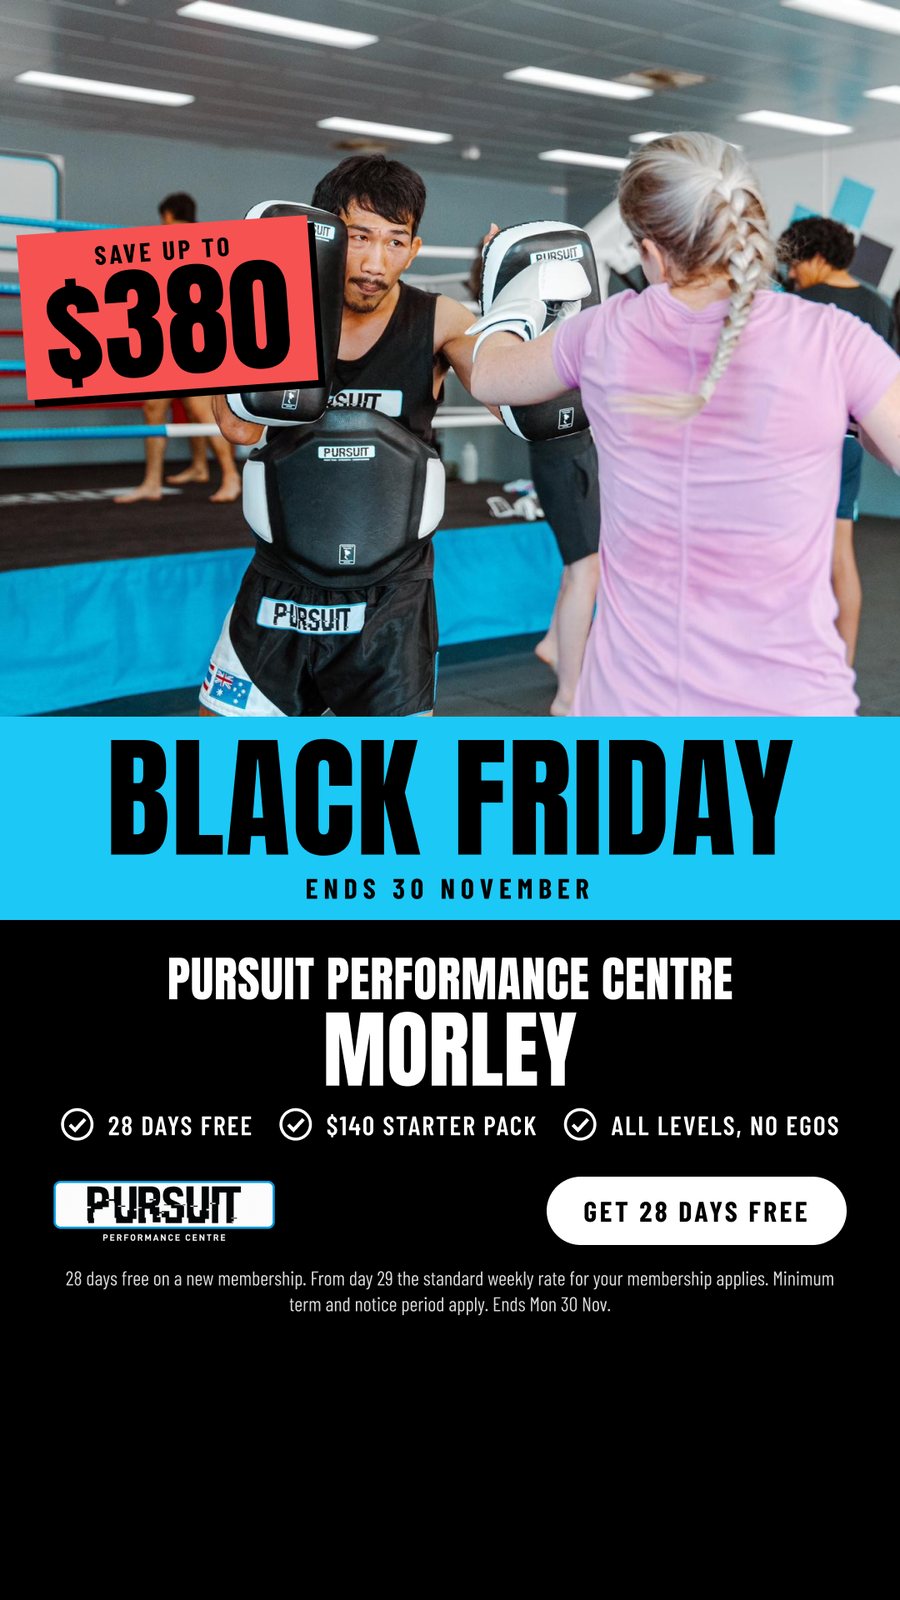 SAVE UP TO
$380
PURSUIT
PURSUIT
PURSUIT
BLACK FRIDAY
ENDS 30 NOVEMBER
PURSUIT PERFORMANCE CENTRE
MORLEY
28 DAYS FREE
$140 STARTER PACK
ALL LEVELS, NO EGOS
PURSUIT
PERFORMANCE CENTRE
GET 28 DAYS FREE
28 days free on a new membership. From day 29 the standard weekly rate for your membership applies. Minimum
term and notice period apply. Ends Mon 30 Nov.